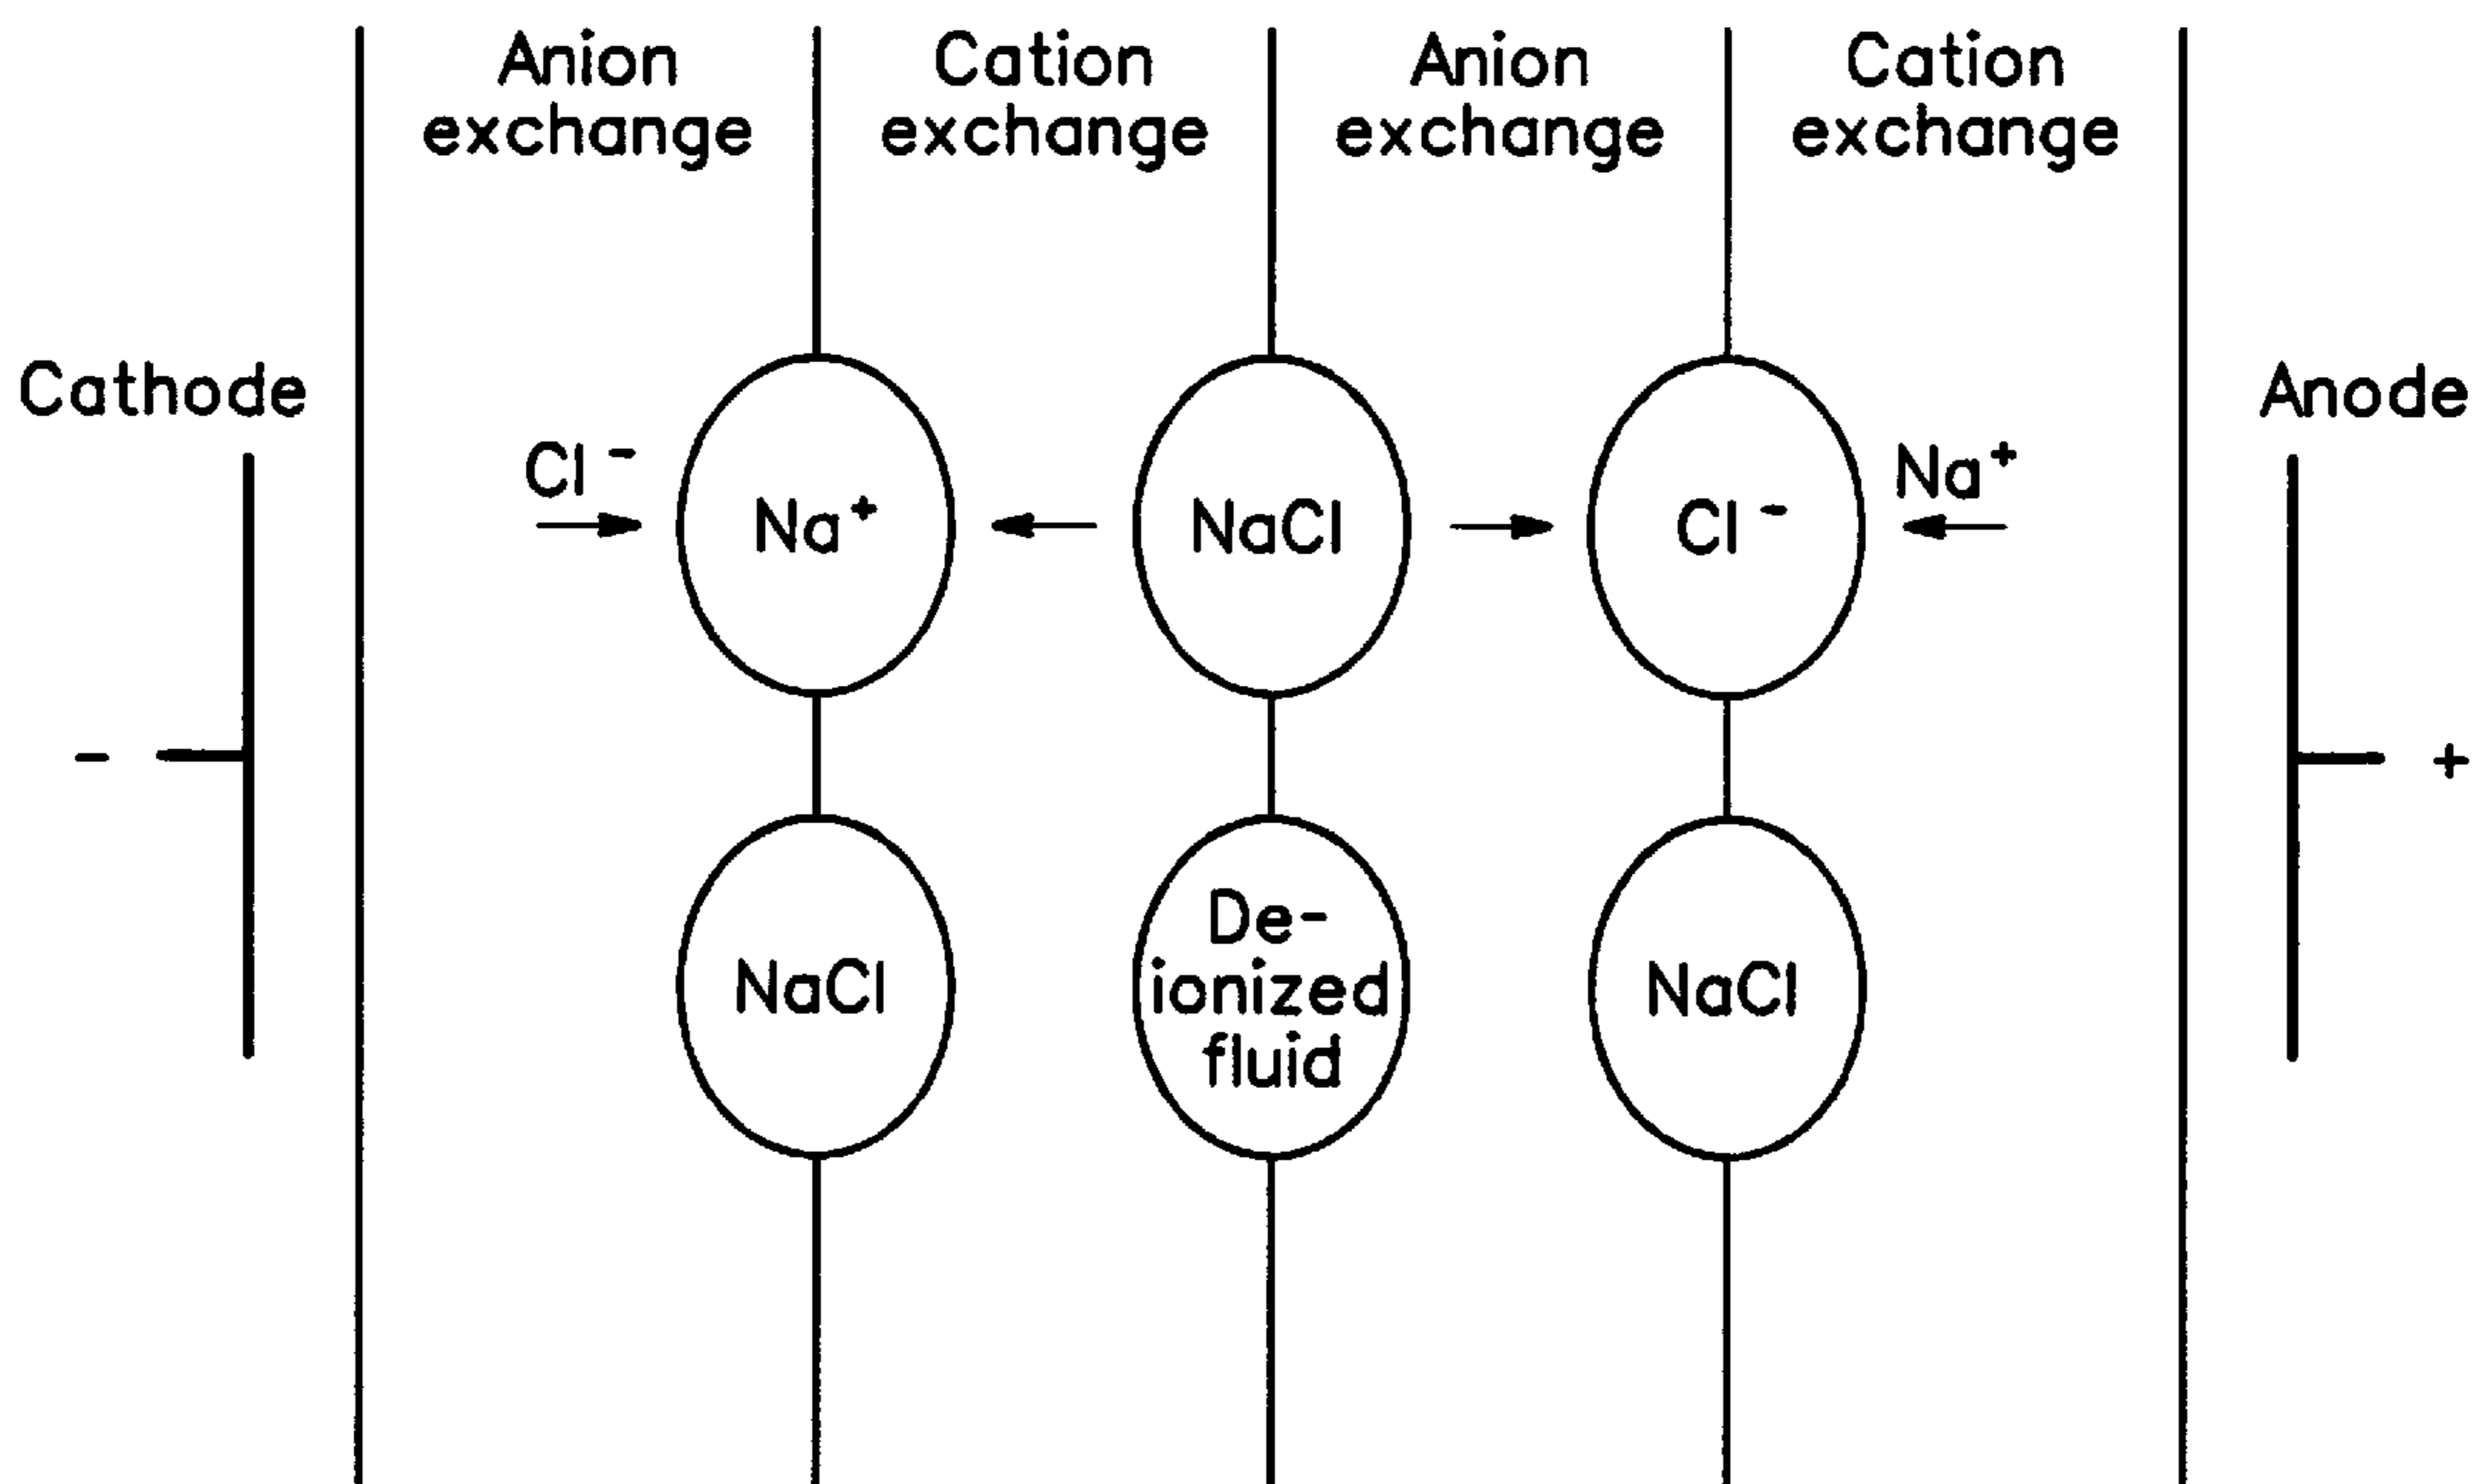 Anion
exchange
Cation
exchange
Anion
exchange
Cation
exchange
Cathode
Anode
Cl⁻
Na⁺
NaCl
Cl⁻
Na⁺
-
+
NaCl
De-
ionized
fluid
NaCl